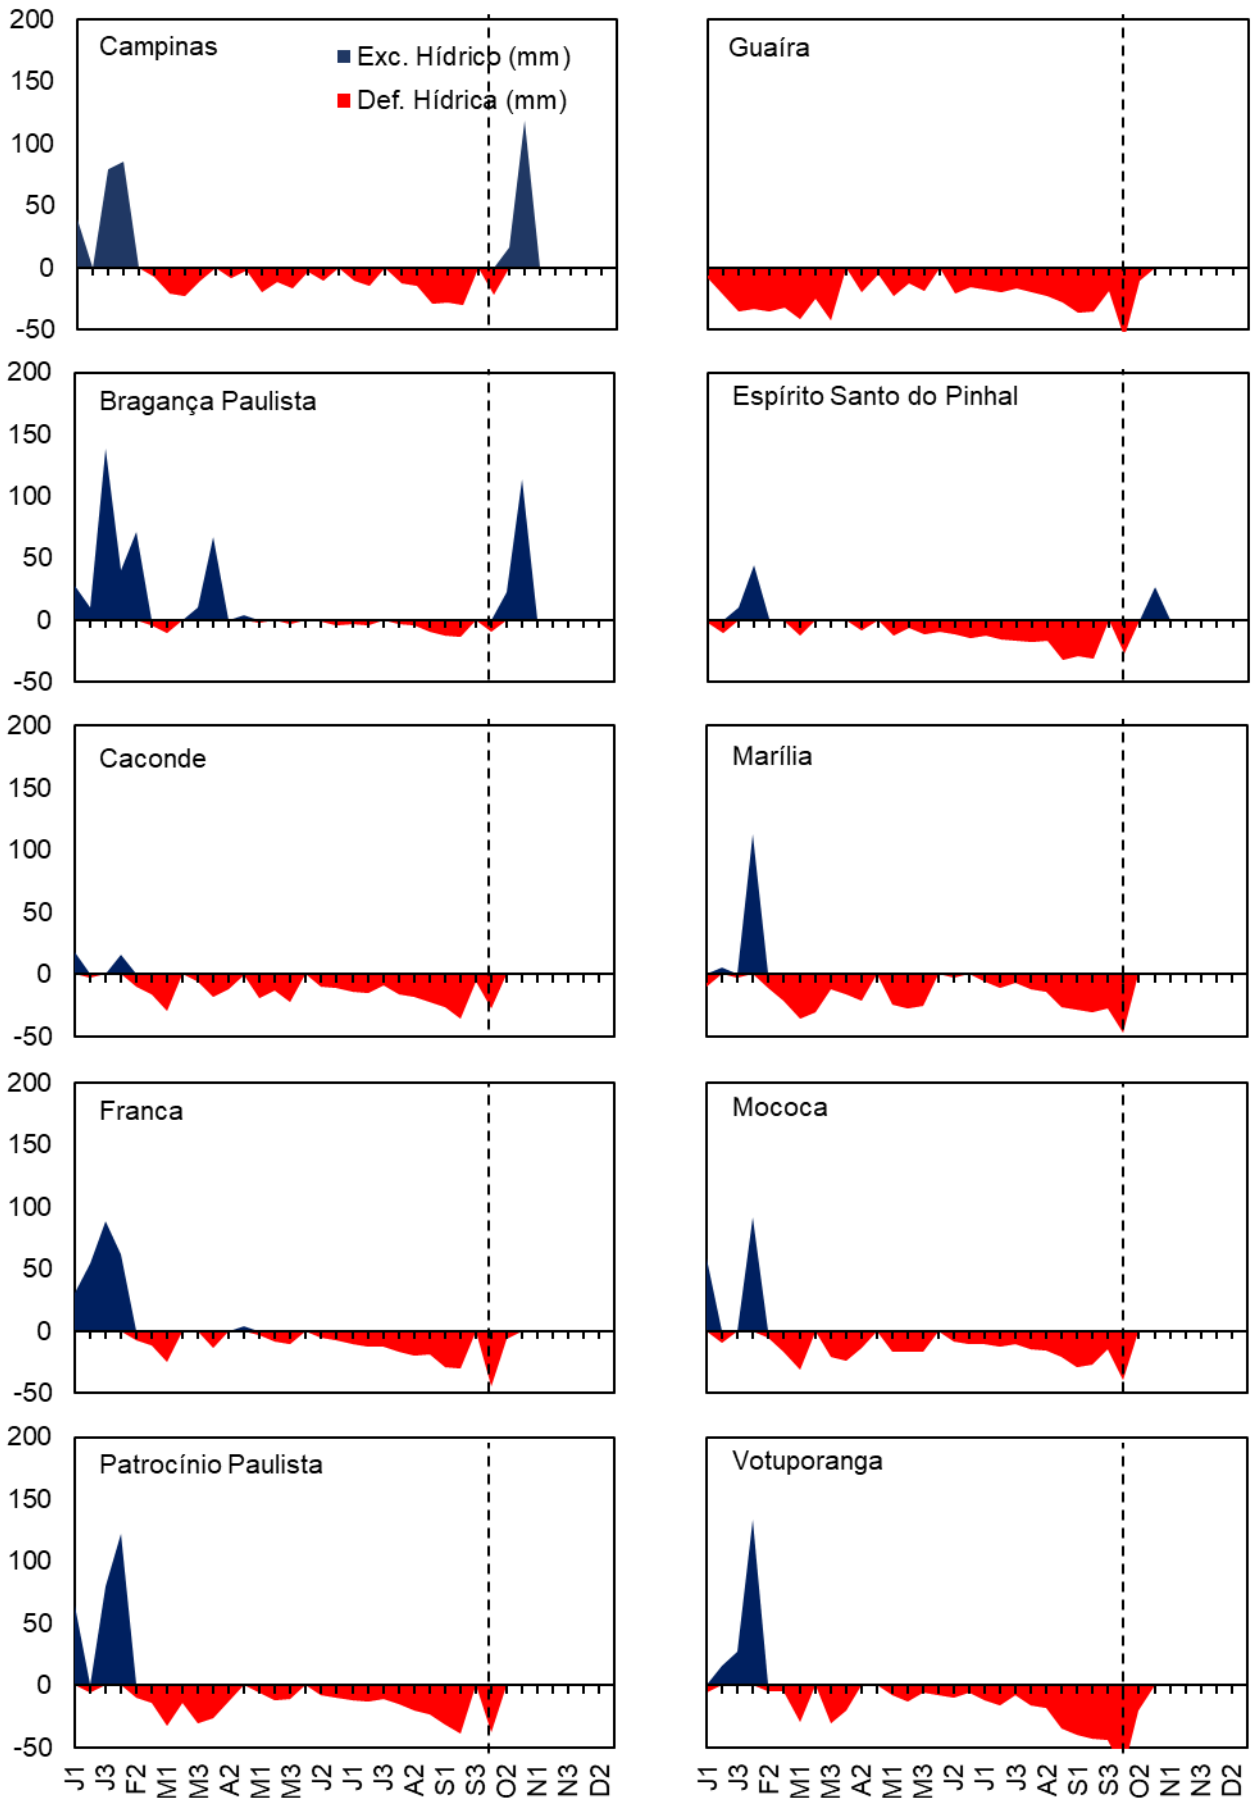 200
150
100
50
0
-50
Campinas
Exc. Hídrico (mm)
Def. Hídrica (mm)
Guaíra
200
150
100
50
0
-50
Bragança Paulista
Espírito Santo do Pinhal
200
150
100
50
0
-50
Caconde
Marília
200
150
100
50
0
-50
Franca
Mococa
200
150
100
50
0
-50
Patrocínio Paulista
Votuporanga
J1 J3 F2 M1 M3 A2 M1 M3 J2 J1 J3 A2 S1 S3 O2 N1 N3 D2
J1 J3 F2 M1 M3 A2 M1 M3 J2 J1 J3 A2 S1 S3 O2 N1 N3 D2